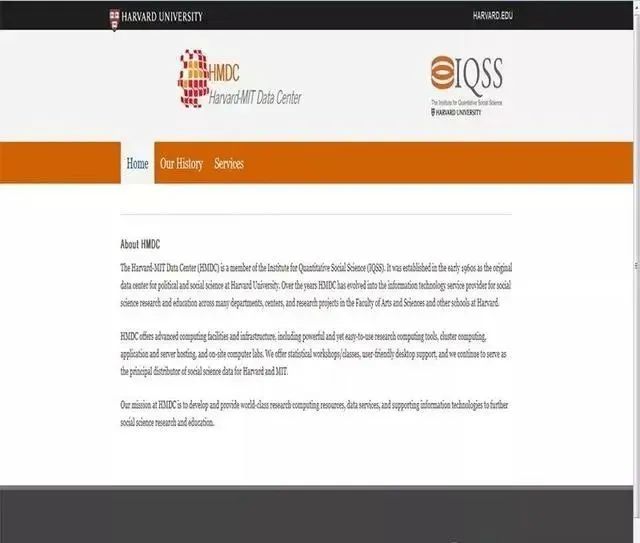 HARVARD UNIVERSITY
HARVARD.EDU
HMDC
Harvard-MIT Data Center
IQSS
The Institute for Quantitative Social Science
HARVARD UNIVERSITY
Home Our History Services
About HMDC
The Harvard-MIT Data Center (HMDC) is a member of the Institute for Quantitative Social Science (IQSS). It was established in the early 1960s as the original
data center for political and social science at Harvard University. Over the years HMDC has evolved into the information technology service provider for social
science research and education across many departments, centers, and research projects in the Faculty of Arts and Sciences and other schools at Harvard.
HMDC offers advanced computing facilities and infrastructure, including powerful and yet easy-to-use research computing tools, cluster computing,
application and server hosting, and on-site computer labs. We offer statistical workshops/classes, user-friendly desktop support, and we continue to serve as
the principal distributor of social science data for Harvard and MIT.
Our mission at HMDC is to develop and provide world-class research computing resources, data services, and supporting information technologies to further
social science research and education.